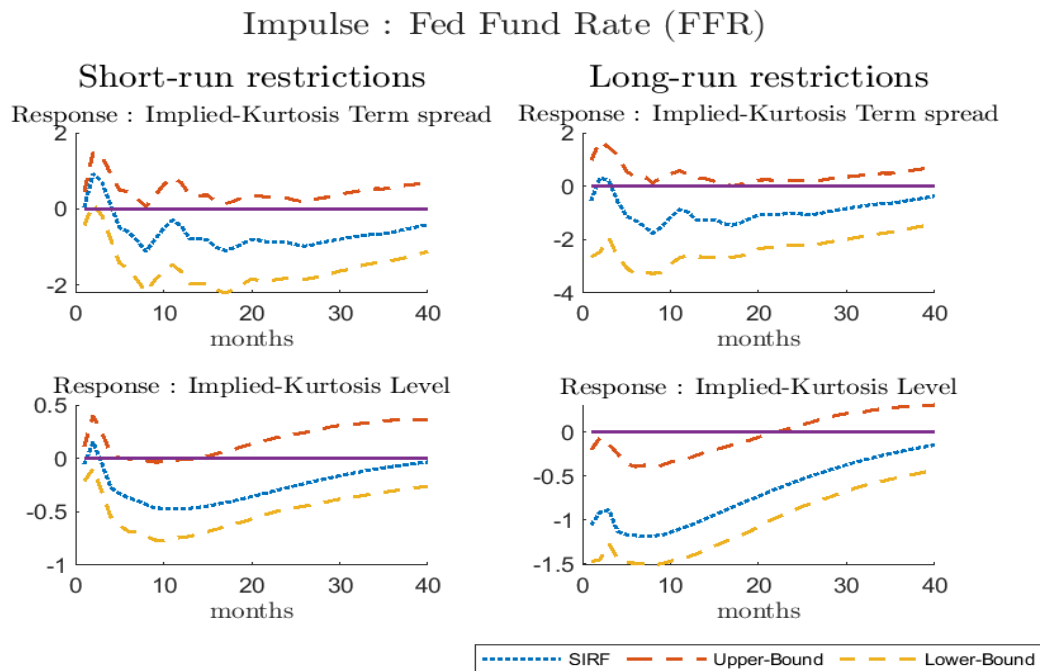 Impulse : Fed Fund Rate (FFR)
Short-run restrictions
Long-run restrictions
Response : Implied-Kurtosis Term spread
2
0
-2
0 10 20 30 40
months
Response : Implied-Kurtosis Term spread
2
0
-2
-4
0 10 20 30 40
months
Response : Implied-Kurtosis Level
0.5
0
-0.5
-1
0 10 20 30 40
months
Response : Implied-Kurtosis Level
0
-0.5
-1
-1.5
0 10 20 30 40
months
SIRF Upper-Bound Lower-Bound